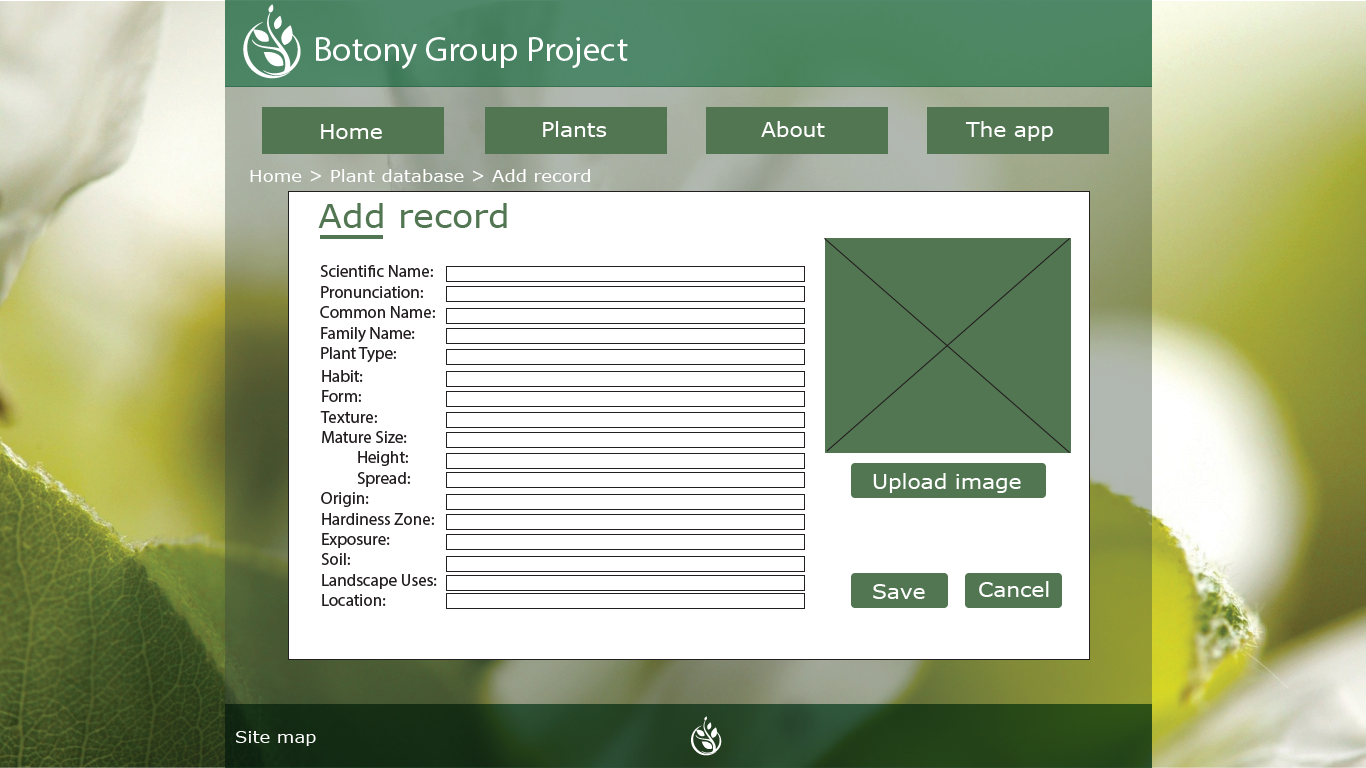 Botony Group Project
Home
Plants
About
The app
Home > Plant database > Add record
Add record
Scientific Name:
Pronunciation:
Common Name:
Family Name:
Plant Type:
Habit:
Form:
Texture:
Mature Size:
Height:
Spread:
Origin:
Hardiness Zone:
Exposure:
Soil:
Landscape Uses:
Location:
Upload image
Save
Cancel
Site map